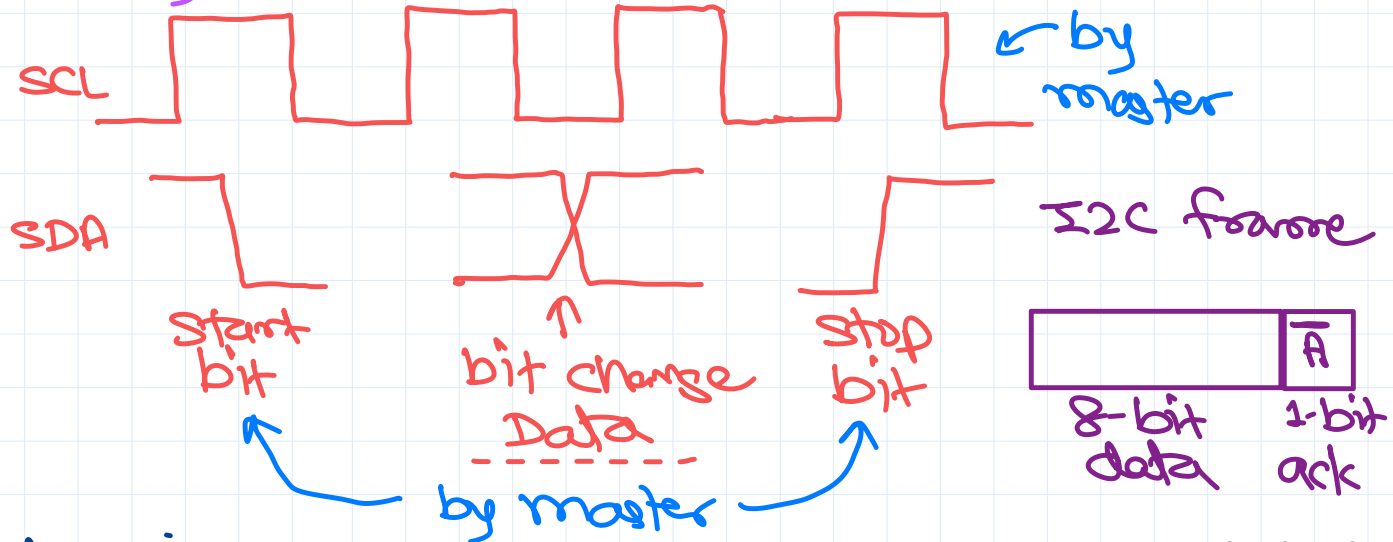 SCL
by
master
SDA
I2C frame
Start
bit
bit change
Data
Stop
bit
A̅
8-bit
data
1-bit
ack
by master